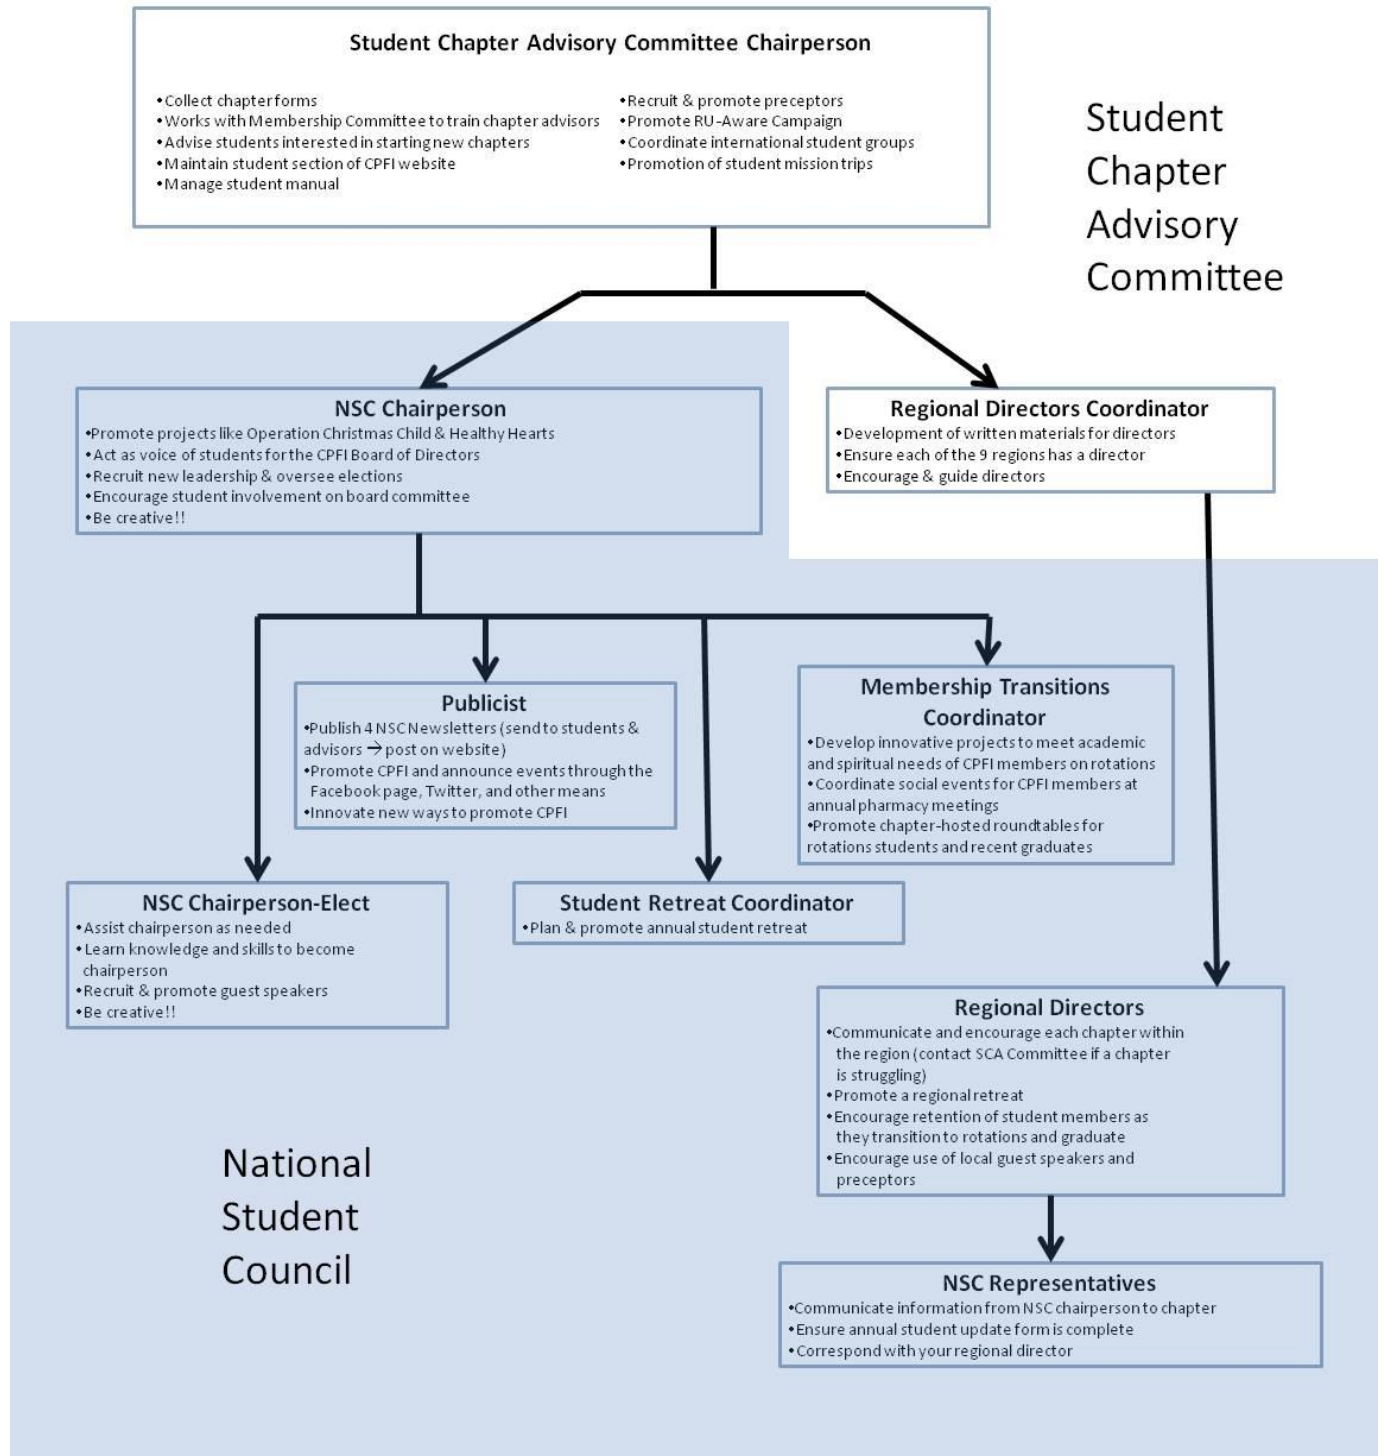 Student Chapter Advisory Committee Chairperson
•Collect chapter forms
•Works with Membership Committee to train chapter advisors
•Advise students interested in starting new chapters
•Maintain student section of CPFI website
•Manage student manual
•Recruit & promote preceptors
•Promote RU-Aware Campaign
•Coordinate international student groups
•Promotion of student mission trips
Student
Chapter
Advisory
Committee
NSC Chairperson
•Promote projects like Operation Christmas Child & Healthy Hearts
•Act as voice of students for the CPFI Board of Directors
•Recruit new leadership & oversee elections
•Encourage student involvement on board committee
•Be creative!!
Regional Directors Coordinator
•Development of written materials for directors
•Ensure each of the 9 regions has a director
•Encourage & guide directors
Publicist
•Publish 4 NSC Newsletters (send to students &
advisors → post on website)
•Promote CPFI and announce events through the
Facebook page, Twitter, and other means
•Innovate new ways to promote CPFI
Membership Transitions
Coordinator
•Develop innovative projects to meet academic
and spiritual needs of CPFI members on rotations
•Coordinate social events for CPFI members at
annual pharmacy meetings
•Promote chapter-hosted roundtables for
rotations students and recent graduates
NSC Chairperson-Elect
•Assist chairperson as needed
•Learn knowledge and skills to become
chairperson
•Recruit & promote guest speakers
•Be creative!!
Student Retreat Coordinator
•Plan & promote annual student retreat
Regional Directors
•Communicate and encourage each chapter within
the region (contact SCA Committee if a chapter
is struggling)
•Promote a regional retreat
•Encourage retention of student members as
they transition to rotations and graduate
•Encourage use of local guest speakers and
preceptors
National
Student
Council
NSC Representatives
•Communicate information from NSC chairperson to chapter
•Ensure annual student update form is complete
•Correspond with your regional director